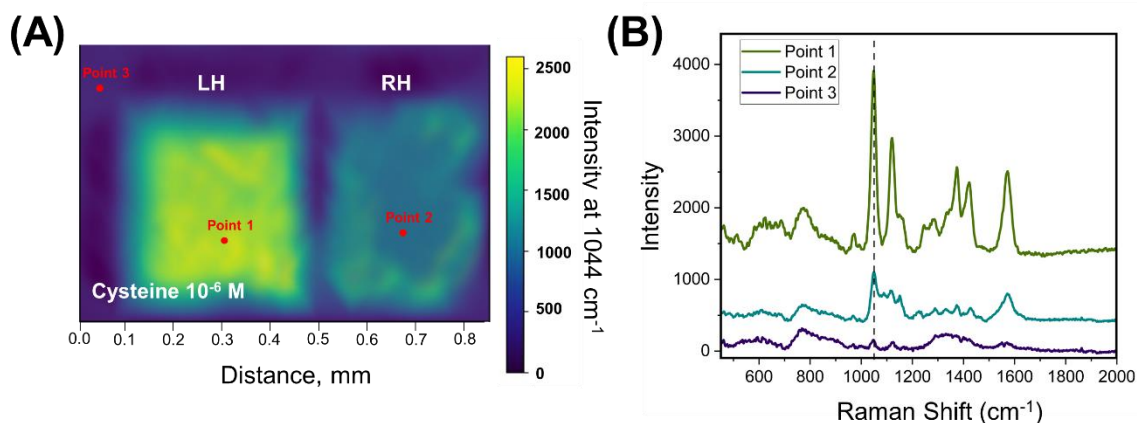 (A)
Point 3
LH
RH
Point 1
Point 2
Cysteine 10⁻⁶ M
0.0 0.1 0.2 0.3 0.4 0.5 0.6 0.7 0.8
Distance, mm
2500
2000
1500
1000
500
0
Intensity at 1044 cm⁻¹
(B)
Point 1
Point 2
Point 3
4000
3000
2000
1000
0
Intensity
600 800 1000 1200 1400 1600 1800 2000
Raman Shift (cm⁻¹)